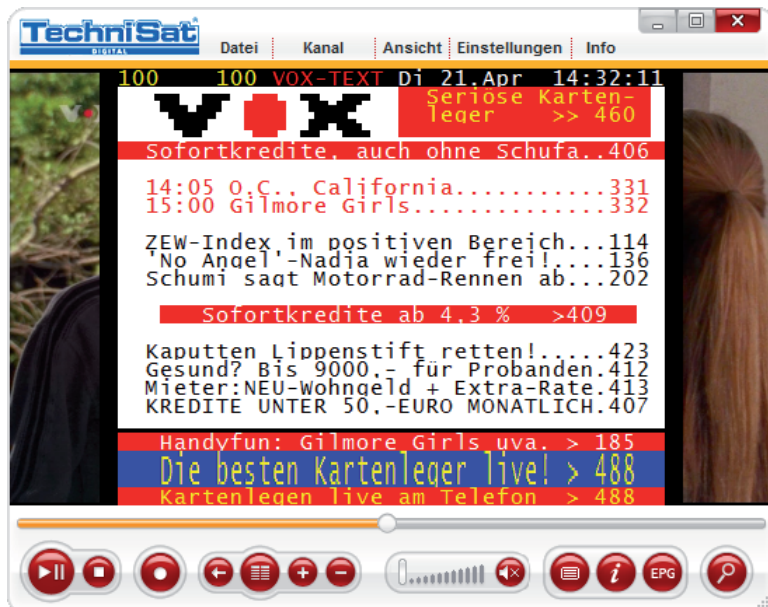 TechniSat
DIGITAL
Datei Kanal Ansicht Einstellungen Info
100 100 VOX-TEXT Di 21.Apr 14:32:11
VOX
Seriöse Karten-
leger >> 460
Sofortkredite, auch ohne Schufa..406
14:05 O.C., California...........331
15:00 Gilmore Girls..............332
ZEW-Index im positiven Bereich...114
'No Angel'-Nadja wieder frei!....136
Schumi sagt Motorrad-Rennen ab...202
Sofortkredite ab 4,3 % >409
Kaputten Lippenstift retten!.....423
Gesund? Bis 9000,- für Probanden.412
Mieter:NEU-Wohngeld + Extra-Rate.413
KREDITE UNTER 50,-EURO MONATLICH.407
Handyfun: Gilmore Girls uva. > 185
Die besten Kartenleger live! > 488
Kartenlegen live am Telefon > 488
EPG